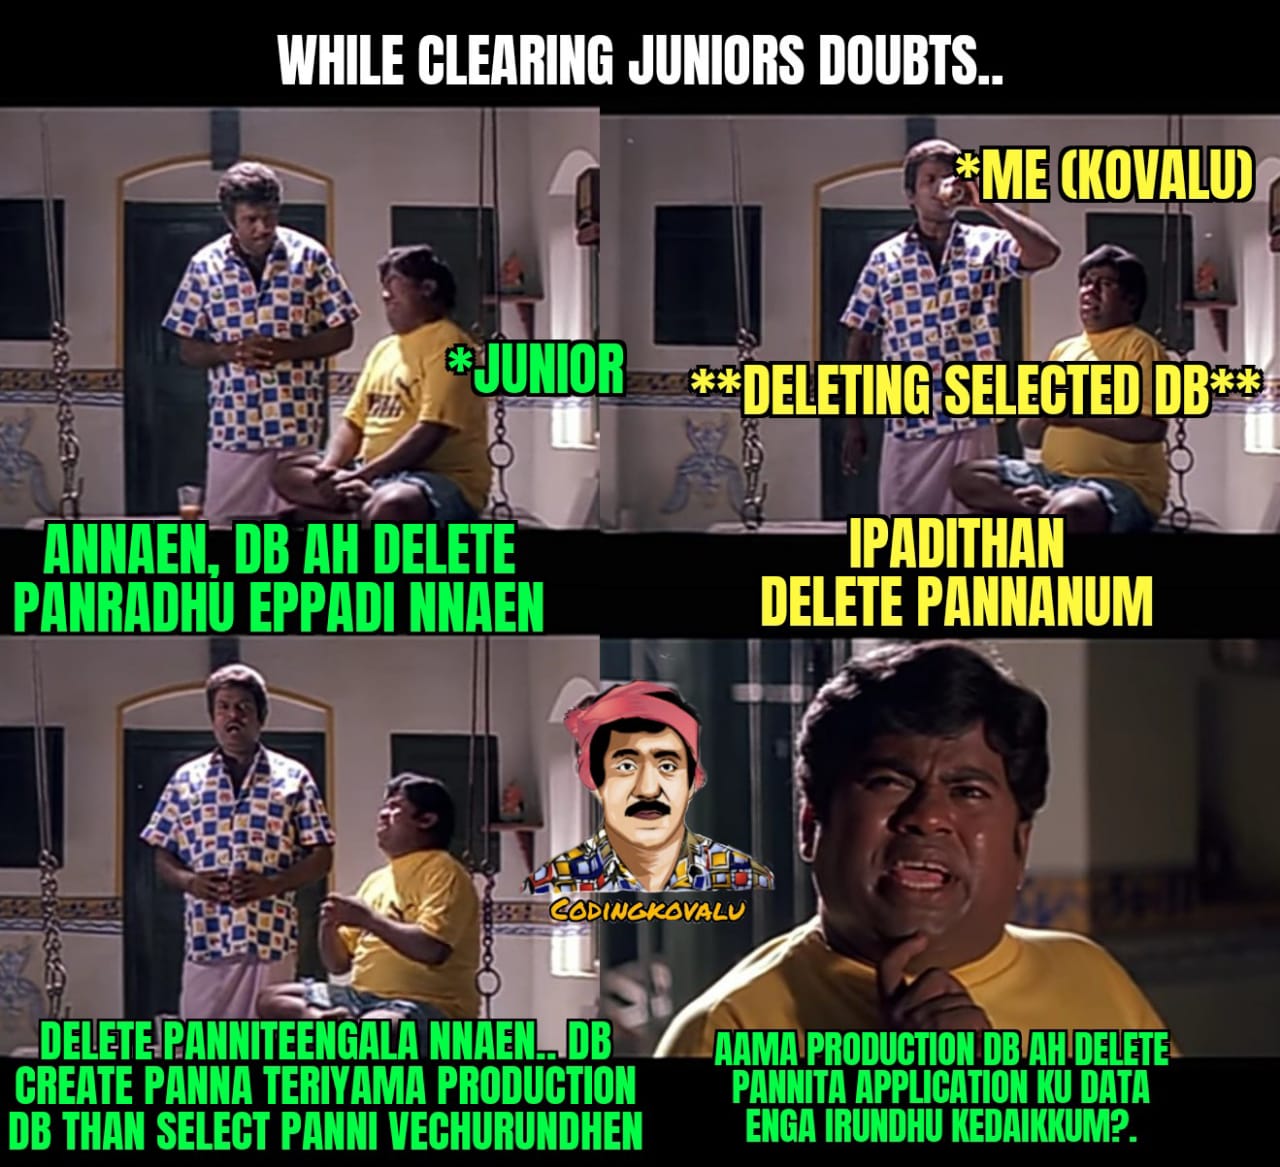 WHILE CLEARING JUNIORS DOUBTS..
*JUNIOR
ANNAEN, DB AH DELETE
PANRADHU EPPADI NNAEN
*ME (KOVALU)
**DELETING SELECTED DB**
IPADITHAN
DELETE PANNANUM
DELETE PANNITEENGALA NNAEN.. DB
CREATE PANNA TERIYAMA PRODUCTION
DB THAN SELECT PANNI VECHURUNDHEN
CODINGKOVALU
AAMA PRODUCTION DB AH DELETE
PANNITA APPLICATION KU DATA
ENGA IRUNDHU KEDAIKKUM?.